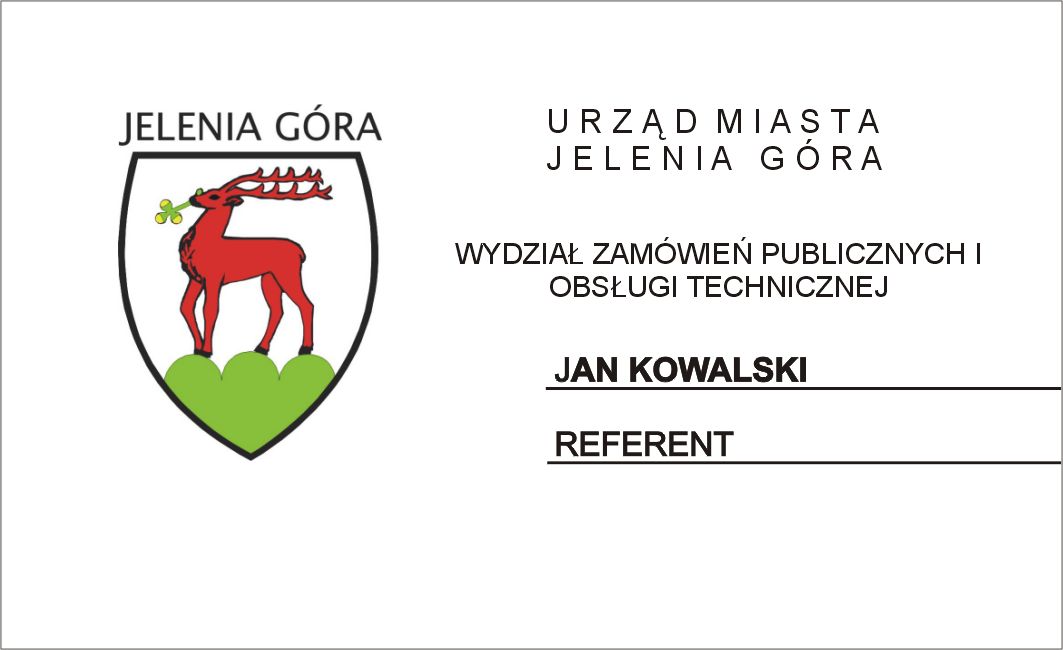 JELENIA GÓRA
URZĄD MIASTA
JELENIA GÓRA
WYDZIAŁ ZAMÓWIEŃ PUBLICZNYCH I
OBSŁUGI TECHNICZNEJ
JAN KOWALSKI
REFERENT